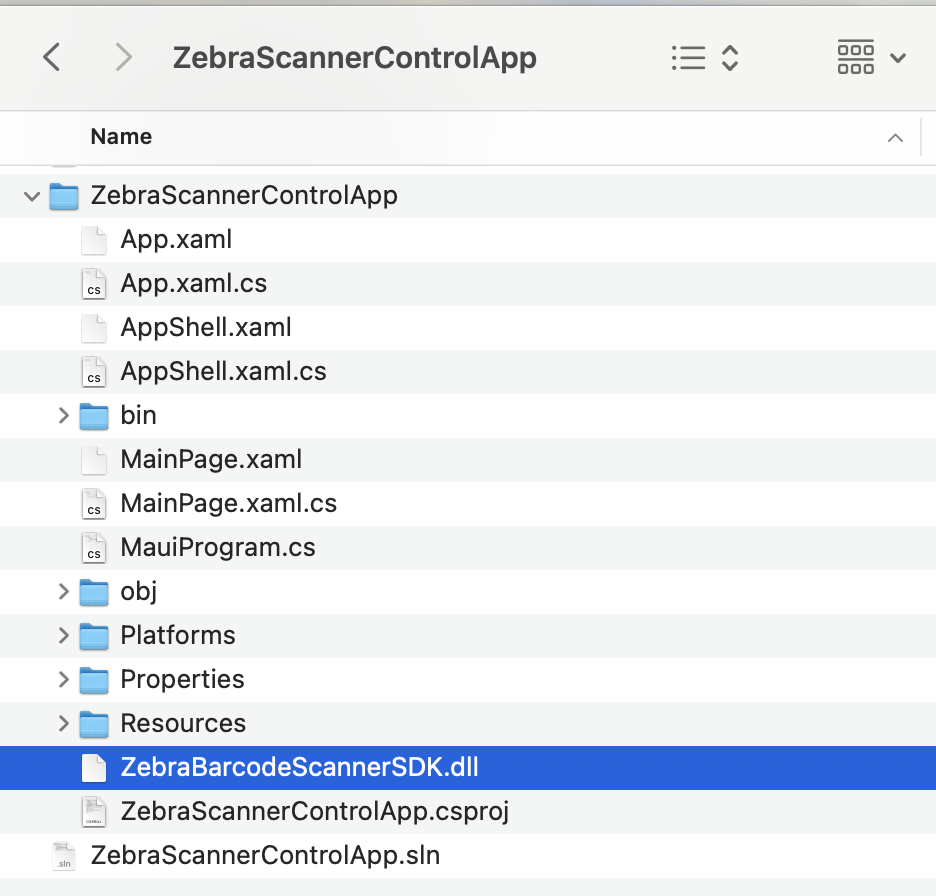 ZebraScannerControlApp
Name
ZebraScannerControlApp
App.xaml
cs App.xaml.cs
AppShell.xaml
cs AppShell.xaml.cs
bin
MainPage.xaml
cs MainPage.xaml.cs
cs MauiProgram.cs
obj
Platforms
Properties
Resources
ZebraBarcodeScannerSDK.dll
CSPROJ ZebraScannerControlApp.csproj
.sln ZebraScannerControlApp.sln